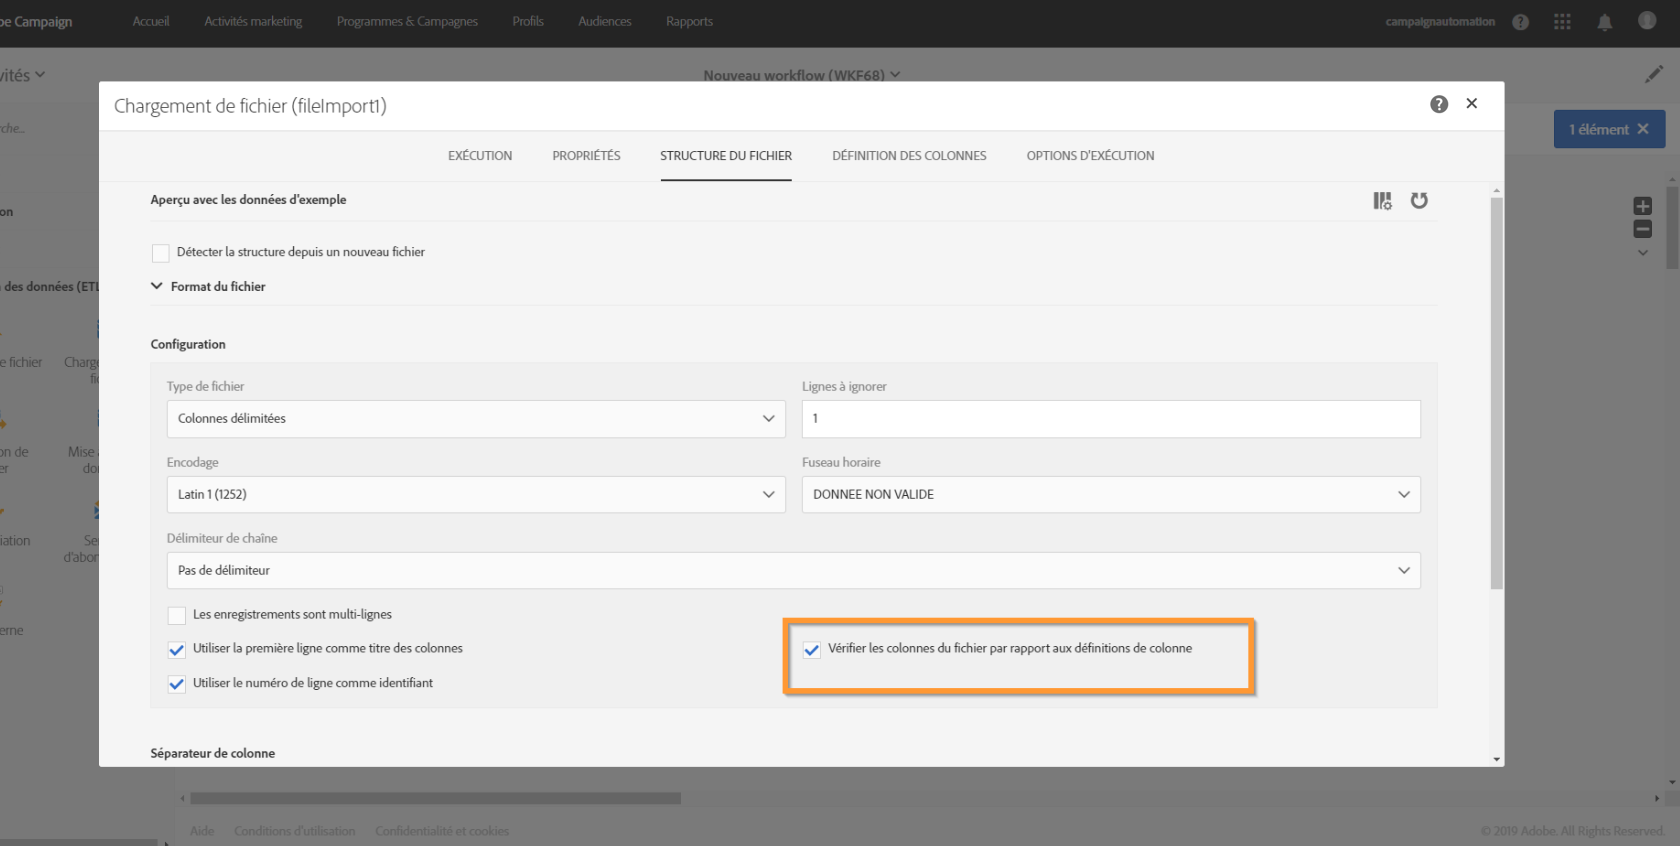 be Campaign
Accueil
Activités marketing
Programmes & Campagnes
Profils
Audiences
Rapports
campaignautomation
vités
Nouveau workflow (WKF68)
Chargement de fichier (fileImport1)
1 élément
EXÉCUTION
PROPRIÉTÉS
STRUCTURE DU FICHIER
DÉFINITION DES COLONNES
OPTIONS D'EXÉCUTION
Aperçu avec les données d'exemple
Détecter la structure depuis un nouveau fichier
des données (ETL
Format du fichier
Configuration
e fichier
Type de fichier
Lignes à ignorer
Colonnes délimitées
1
on de
Mise
Encodage
Fuseau horaire
Latin 1 (1252)
DONNEE NON VALIDE
iation
Se
d'abor
Délimiteur de chaîne
Pas de délimiteur
Les enregistrements sont multi-lignes
erne
Utiliser la première ligne comme titre des colonnes
Vérifier les colonnes du fichier par rapport aux définitions de colonne
Utiliser le numéro de ligne comme identifiant
Séparateur de colonne
Aide
Conditions d'utilisation
Confidentialité et cookies
© 2019 Adobe. All Rights Reserved.